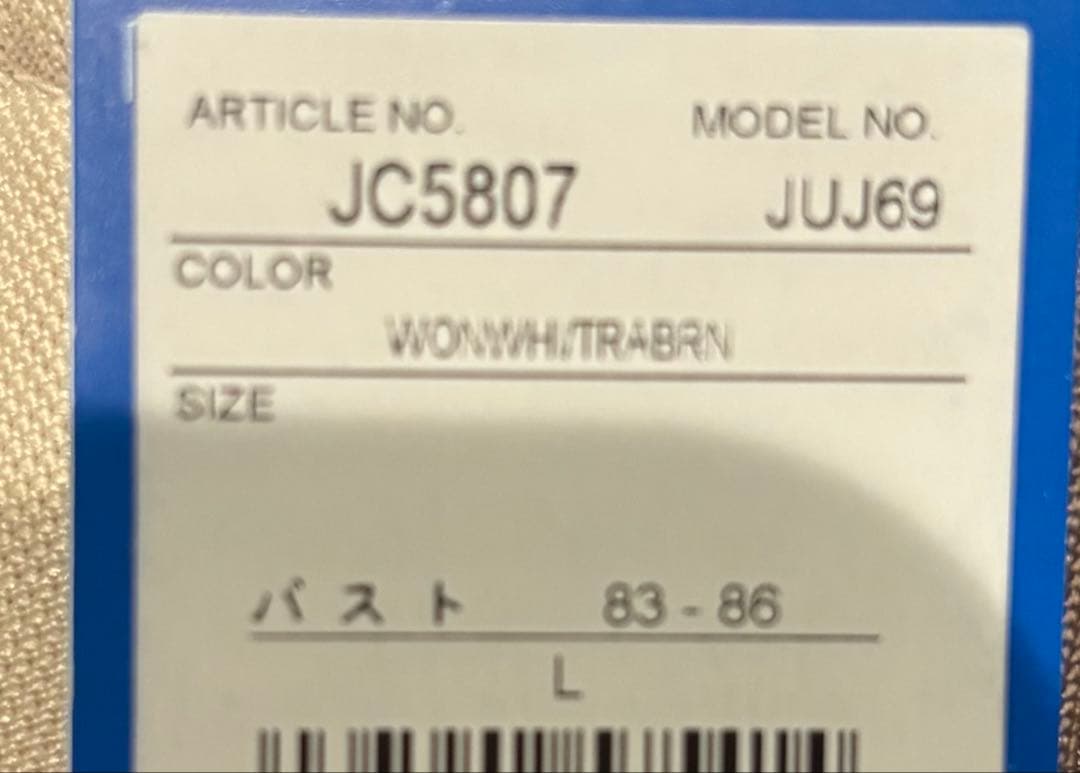 ARTICLE NO. MODEL NO.
JC5807 JUJ69
COLOR
WONWHI/TRABRN
SIZE
バスト 83 - 86
L